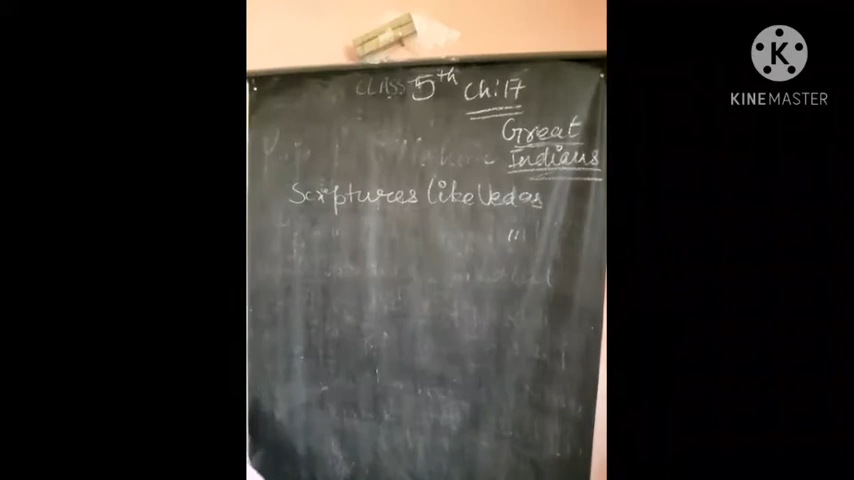 CLASS 5th Ch:17
Great
Indians
Scriptures like Vedas
KINEMASTER